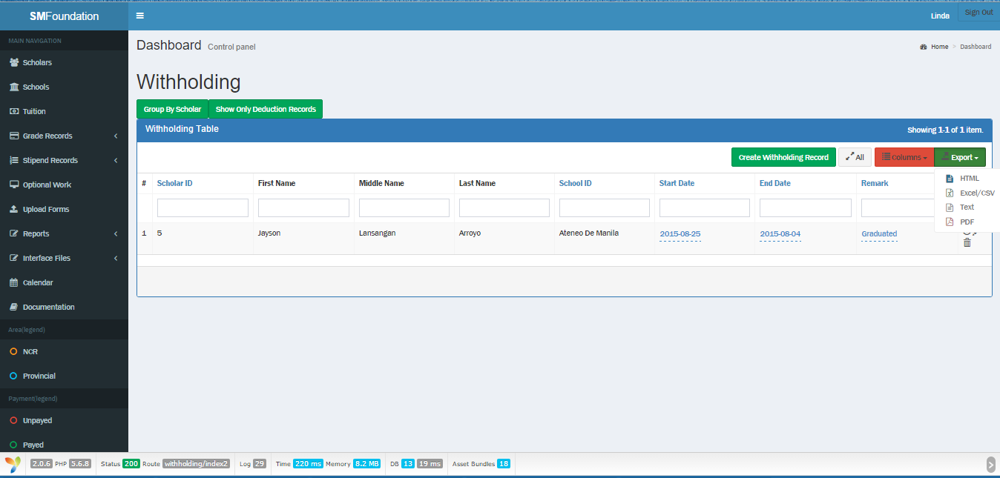 SMFoundation
Linda
Sign Out
MAIN NAVIGATION
Scholars
Schools
Tuition
Grade Records
Stipend Records
Optional Work
Upload Forms
Reports
Interface Files
Calendar
Documentation
Area(legend)
NCR
Provincial
Payment(legend)
Unpayed
Payed
Dashboard Control panel
Home > Dashboard
Withholding
Group By Scholar Show Only Deduction Records
Withholding Table Showing 1-1 of 1 item.
Create Withholding Record All Columns Export
HTML
Excel/CSV
Text
PDF
# Scholar ID First Name Middle Name Last Name School ID Start Date End Date Remark
1 5 Jayson Lansangan Arroyo Ateneo De Manila 2015-08-25 2015-08-04 Graduated
2.0.6 PHP 5.6.8 Status 200 Route withholding/index2 Log 29 Time 220 ms Memory 8.2 MB DB 13 19 ms Asset Bundles 18